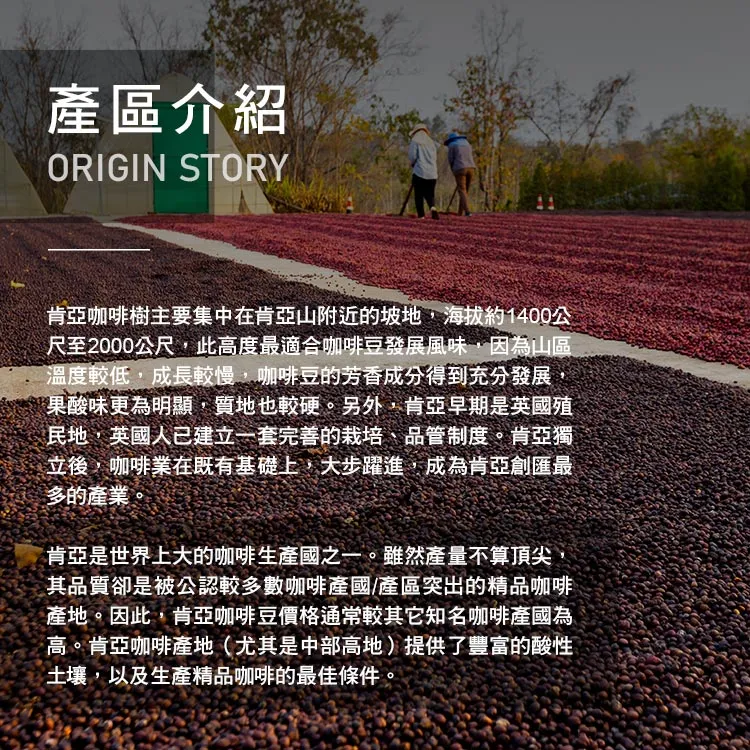 產區介紹
ORIGIN STORY
肯亞咖啡樹主要集中在肯亞山附近的坡地，海拔約1400公
尺至2000公尺，此高度最適合咖啡豆發展風味，因為山區
溫度較低，成長較慢，咖啡豆的芳香成分得到充分發展，
果酸味更為明顯，質地也較硬。另外，肯亞早期是英國殖
民地，英國人已建立一套完善的栽培、品管制度。肯亞獨
立後，咖啡業在既有基礎上，大步躍進，成為肯亞創匯最
多的產業。
肯亞是世界上大的咖啡生產國之一。雖然產量不算頂尖，
其品質卻是被公認較多數咖啡產國/產區突出的精品咖啡
產地。因此，肯亞咖啡豆價格通常較其它知名咖啡產國為
高。肯亞咖啡產地（尤其是中部高地）提供了豐富的酸性
土壤，以及生產精品咖啡的最佳條件。